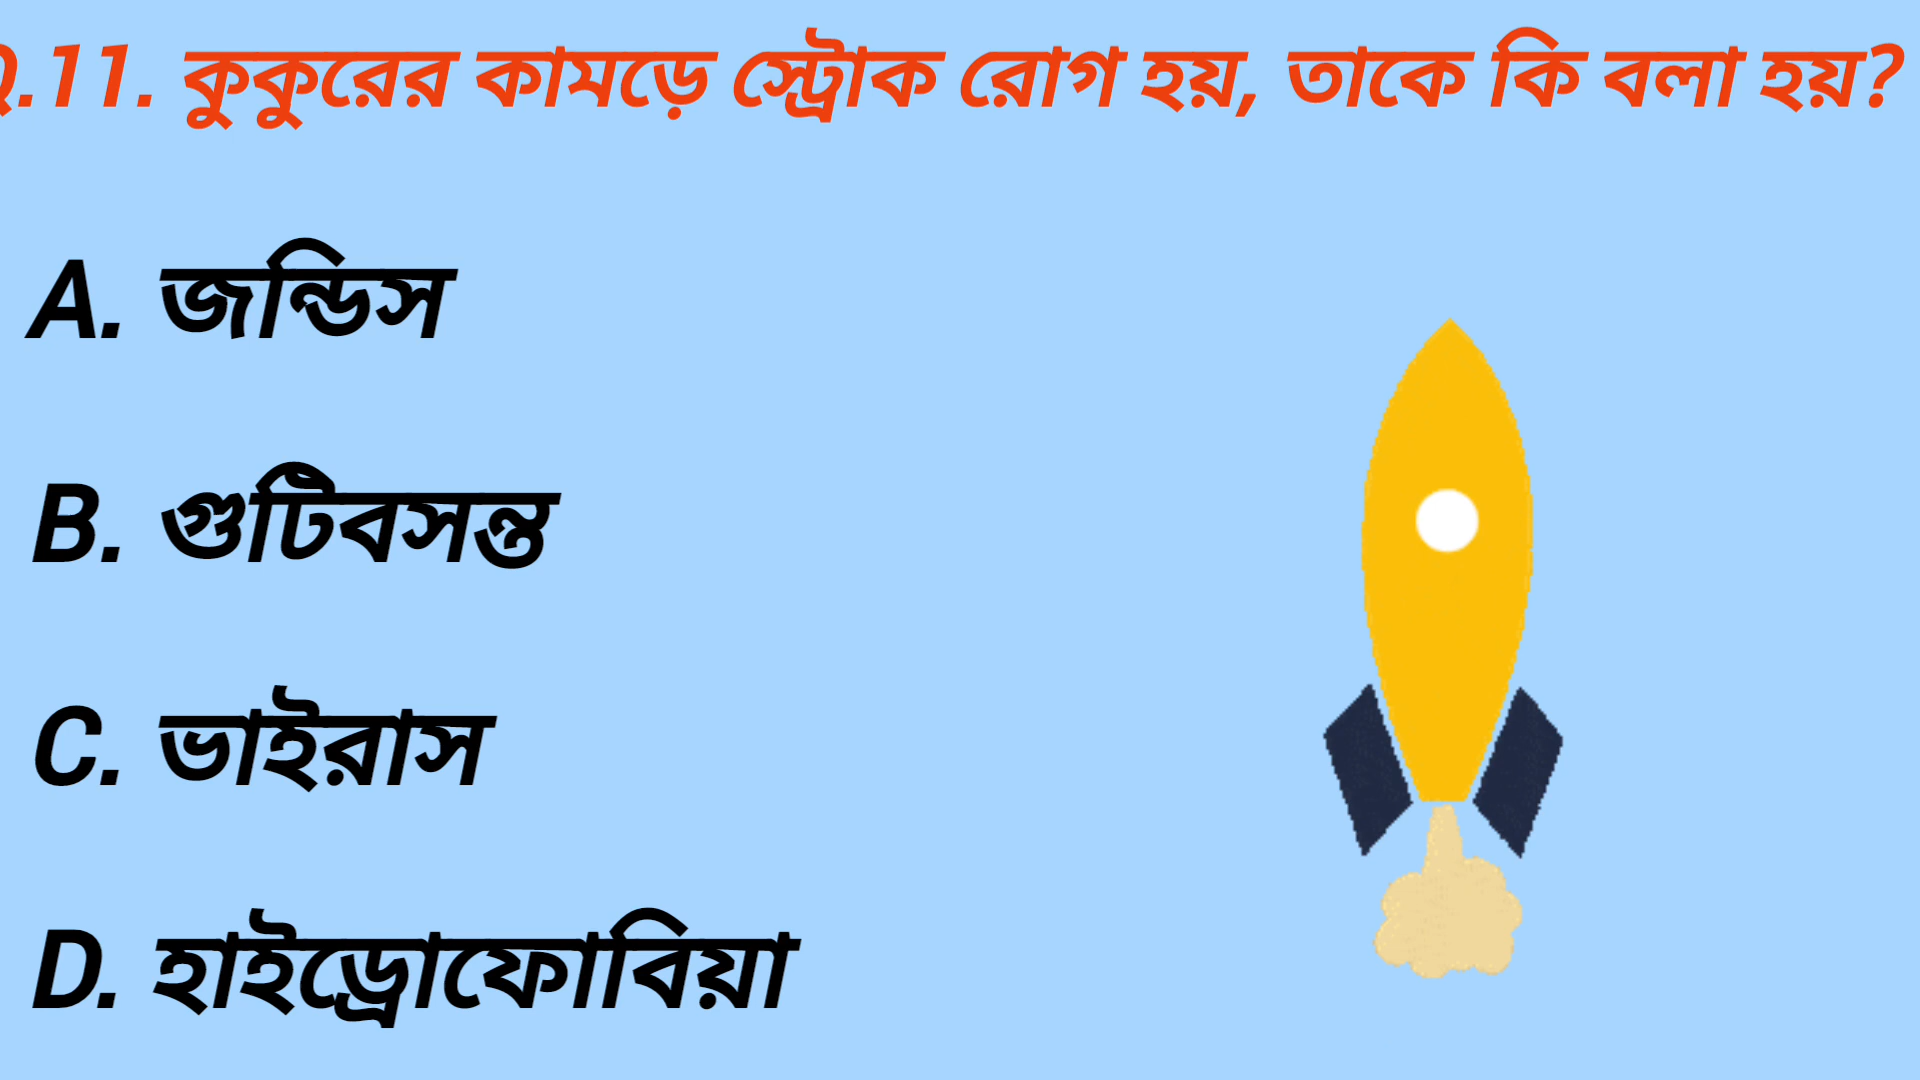 Q.11. কুকুরের কামড়ে স্ট্রোক রোগ হয়, তাকে কি বলা হয়?
A. জন্ডিস
B. গুটিবসন্ত
C. ভাইরাস
D. হাইড্রোফোবিয়া